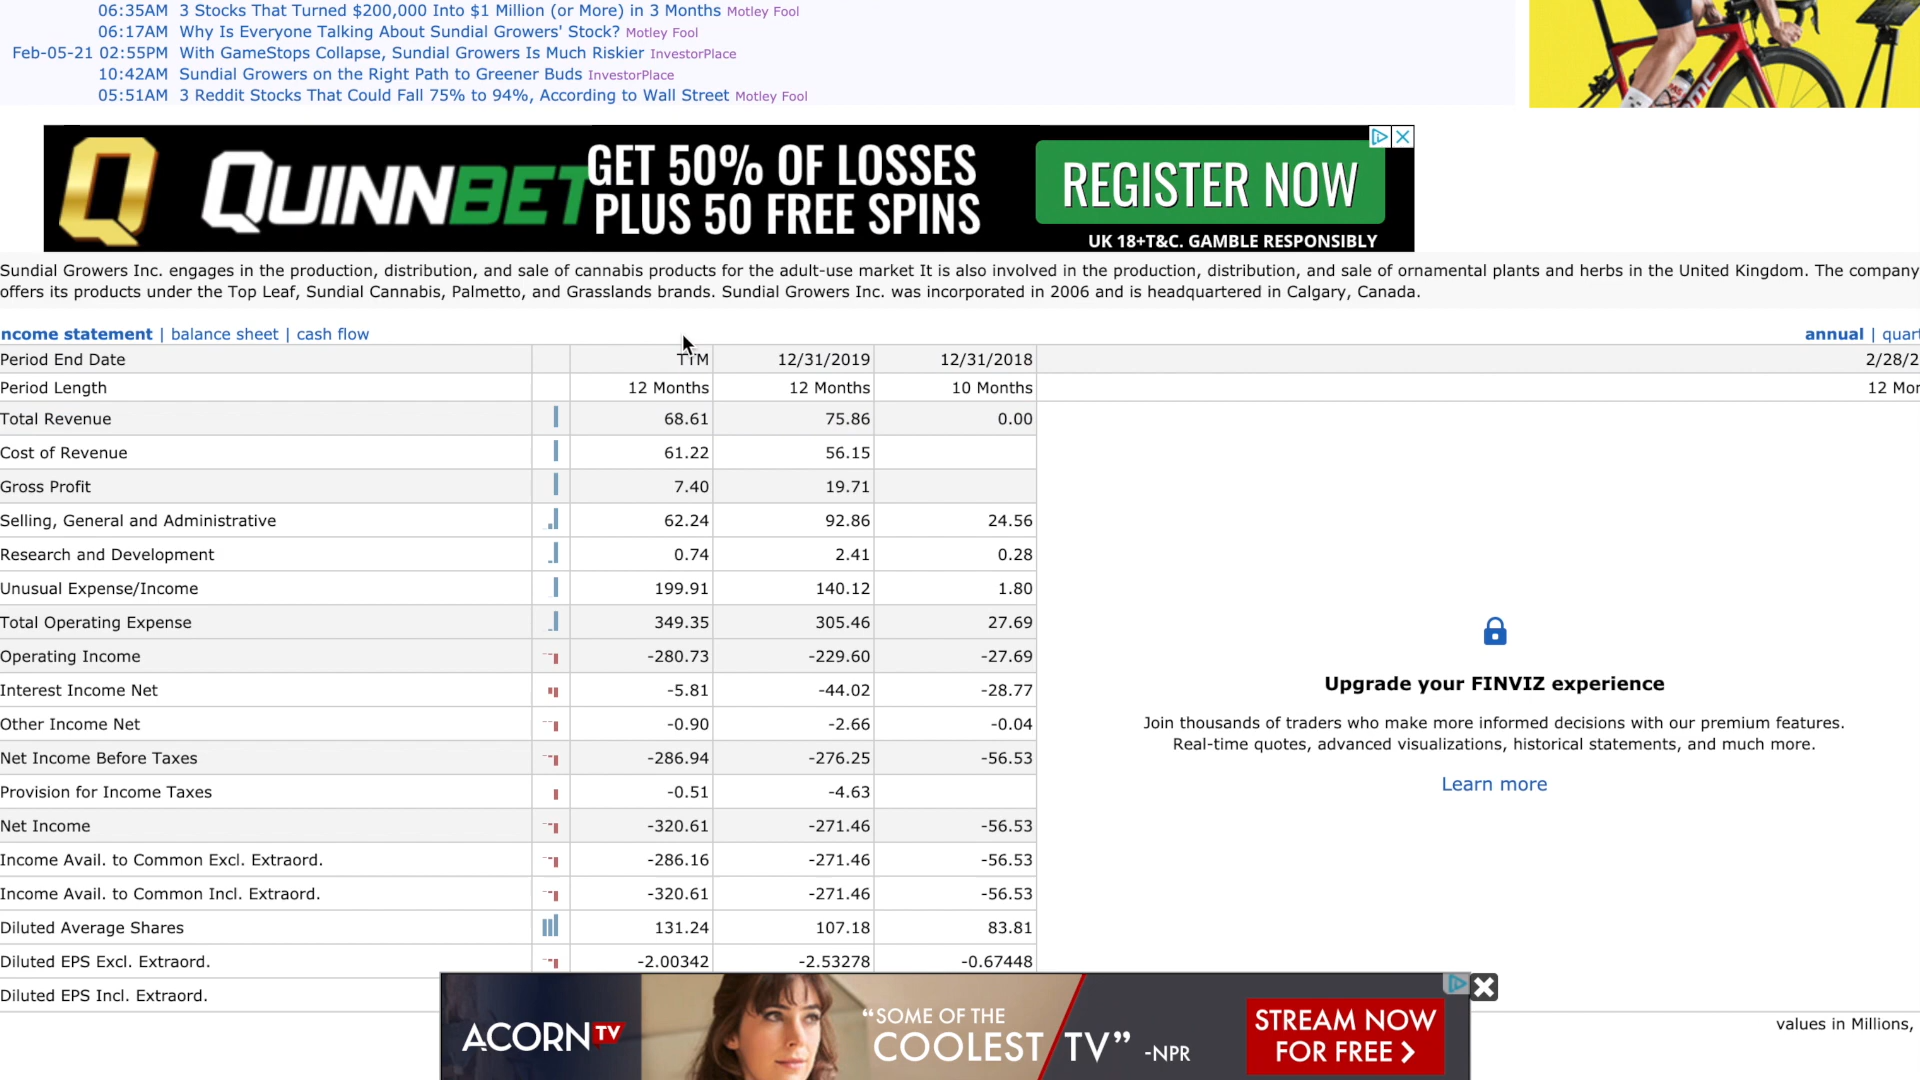 06:35AM 3 Stocks That Turned $200,000 Into $1 Million (or More) in 3 Months Motley Fool
06:17AM Why Is Everyone Talking About Sundial Growers' Stock? Motley Fool
Feb-05-21 02:55PM With GameStops Collapse, Sundial Growers Is Much Riskier InvestorPlace
10:42AM Sundial Growers on the Right Path to Greener Buds InvestorPlace
05:51AM 3 Reddit Stocks That Could Fall 75% to 94%, According to Wall Street Motley Fool
Q QUINNBET GET 50% OF LOSSES
PLUS 50 FREE SPINS
REGISTER NOW
UK 18+T&C. GAMBLE RESPONSIBLY
Sundial Growers Inc. engages in the production, distribution, and sale of cannabis products for the adult-use market It is also involved in the production, distribution, and sale of ornamental plants and herbs in the United Kingdom. The company
offers its products under the Top Leaf, Sundial Cannabis, Palmetto, and Grasslands brands. Sundial Growers Inc. was incorporated in 2006 and is headquartered in Calgary, Canada.
ncome statement | balance sheet | cash flow annual | quart
Period End Date TTM 12/31/2019 12/31/2018 2/28/2
Period Length 12 Months 12 Months 10 Months 12 Mon
Total Revenue 68.61 75.86 0.00
Cost of Revenue 61.22 56.15
Gross Profit 7.40 19.71
Selling, General and Administrative 62.24 92.86 24.56
Research and Development 0.74 2.41 0.28
Unusual Expense/Income 199.91 140.12 1.80
Total Operating Expense 349.35 305.46 27.69
Operating Income -280.73 -229.60 -27.69
Interest Income Net -5.81 -44.02 -28.77
Other Income Net -0.90 -2.66 -0.04
Net Income Before Taxes -286.94 -276.25 -56.53
Provision for Income Taxes -0.51 -4.63
Net Income -320.61 -271.46 -56.53
Income Avail. to Common Excl. Extraord. -286.16 -271.46 -56.53
Income Avail. to Common Incl. Extraord. -320.61 -271.46 -56.53
Diluted Average Shares 131.24 107.18 83.81
Diluted EPS Excl. Extraord. -2.00342 -2.53278 -0.67448
Diluted EPS Incl. Extraord.
Upgrade your FINVIZ experience
Join thousands of traders who make more informed decisions with our premium features.
Real-time quotes, advanced visualizations, historical statements, and much more.
Learn more
values in Millions,
ACORN TV
"SOME OF THE
COOLEST TV" -NPR
STREAM NOW
FOR FREE >